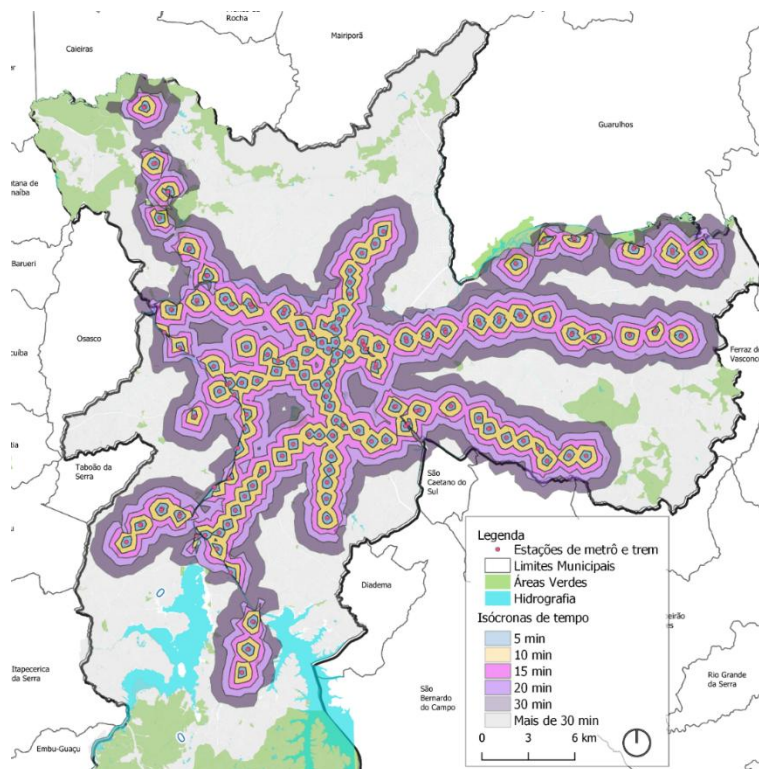 Rocha
Mairiporã
Caieiras
Guarulhos
Barueri
Osasco
Ferraz de
Vasconc
Taboão da
Serra
São
Caetano do
Sul
Diadema
Itapecerica
da Serra
São
Bernardo
do Campo
Rio Grande
da Serra
Embu-Guaçu
Legenda
Estações de metrô e trem
Limites Municipais
Áreas Verdes
Hidrografia
Isócronas de tempo
5 min
10 min
15 min
20 min
30 min
Mais de 30 min
0 3 6 km